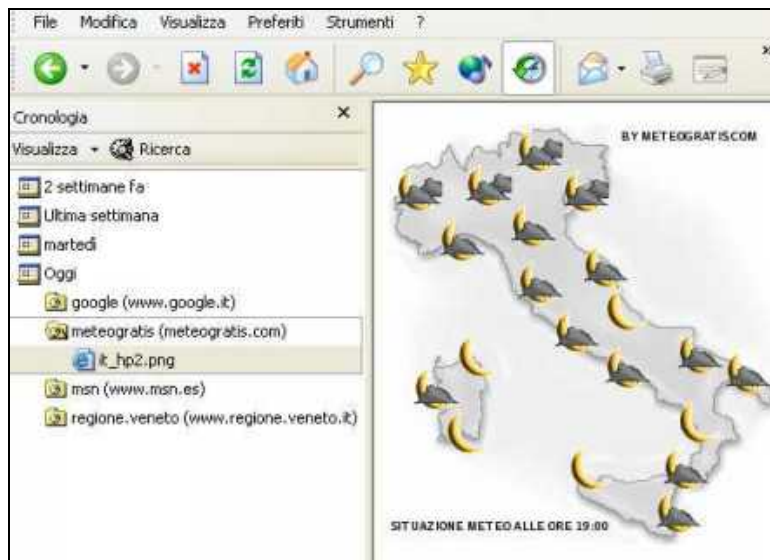 File Modifica Visualizza Preferiti Strumenti ?
»
Cronologia x
Visualizza Ricerca
2 settimane fa
Ultima settimana
martedì
Oggi
google (www.google.it)
meteogratis (meteogratis.com)
it_hp2.png
msn (www.msn.es)
regione.veneto (www.regione.veneto.it)
BY METEOGRATIS.COM
SITUAZIONE METEO ALLE ORE 19:00